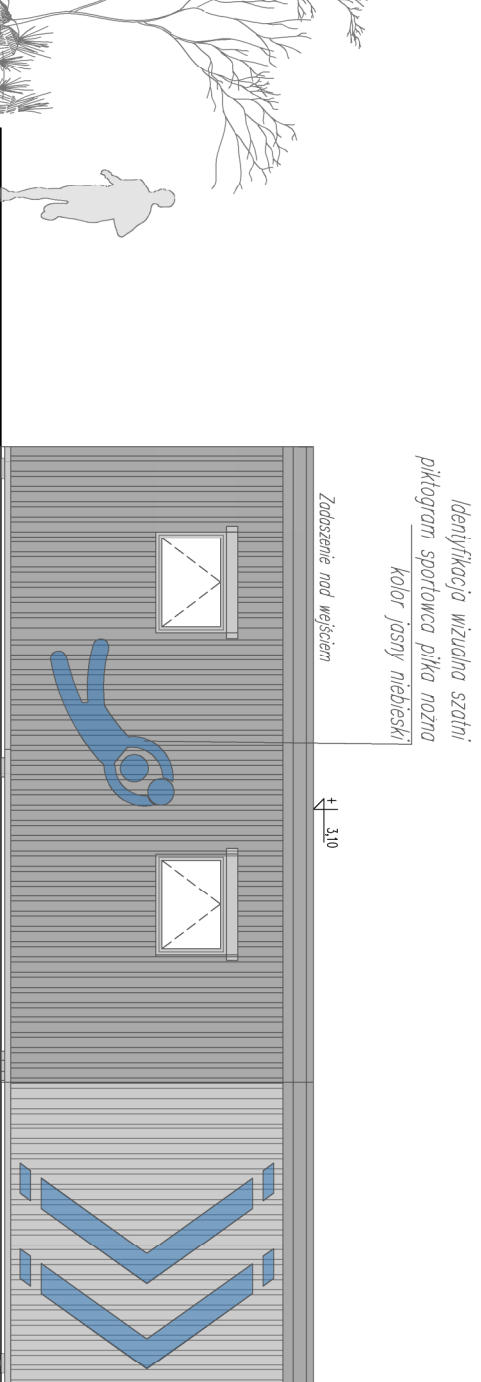 Identyfikacja wizualna szatni
piktogram sportowca piłka nożna
kolor jasny niebieski
Zadaszenie nad wejściem
+
3,10